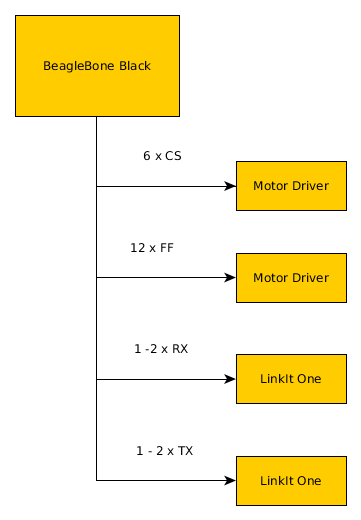 BeagleBone Black
6 x CS
Motor Driver
12 x FF
Motor Driver
1 -2 x RX
LinkIt One
1 - 2 x TX
LinkIt One